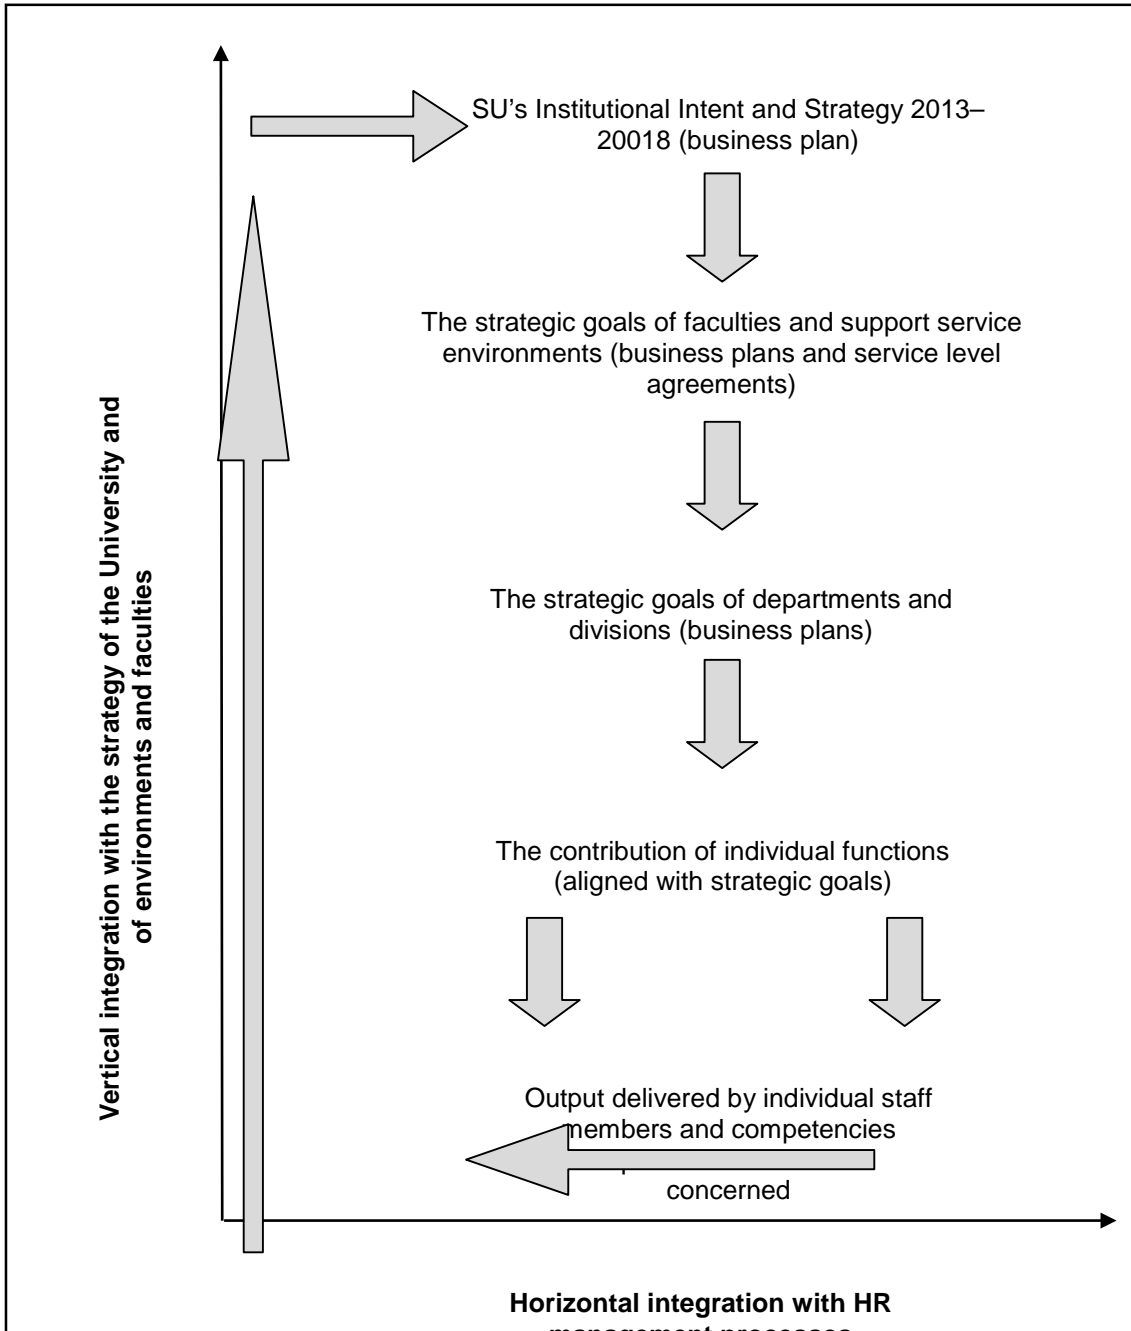 SU’s Institutional Intent and Strategy 2013–
20018 (business plan)
The strategic goals of faculties and support service
environments (business plans and service level
agreements)
The strategic goals of departments and
divisions (business plans)
The contribution of individual functions
(aligned with strategic goals)
Output delivered by individual staff
members and competencies
concerned
Vertical integration with the strategy of the University and
of environments and faculties
Horizontal integration with HR
management processes